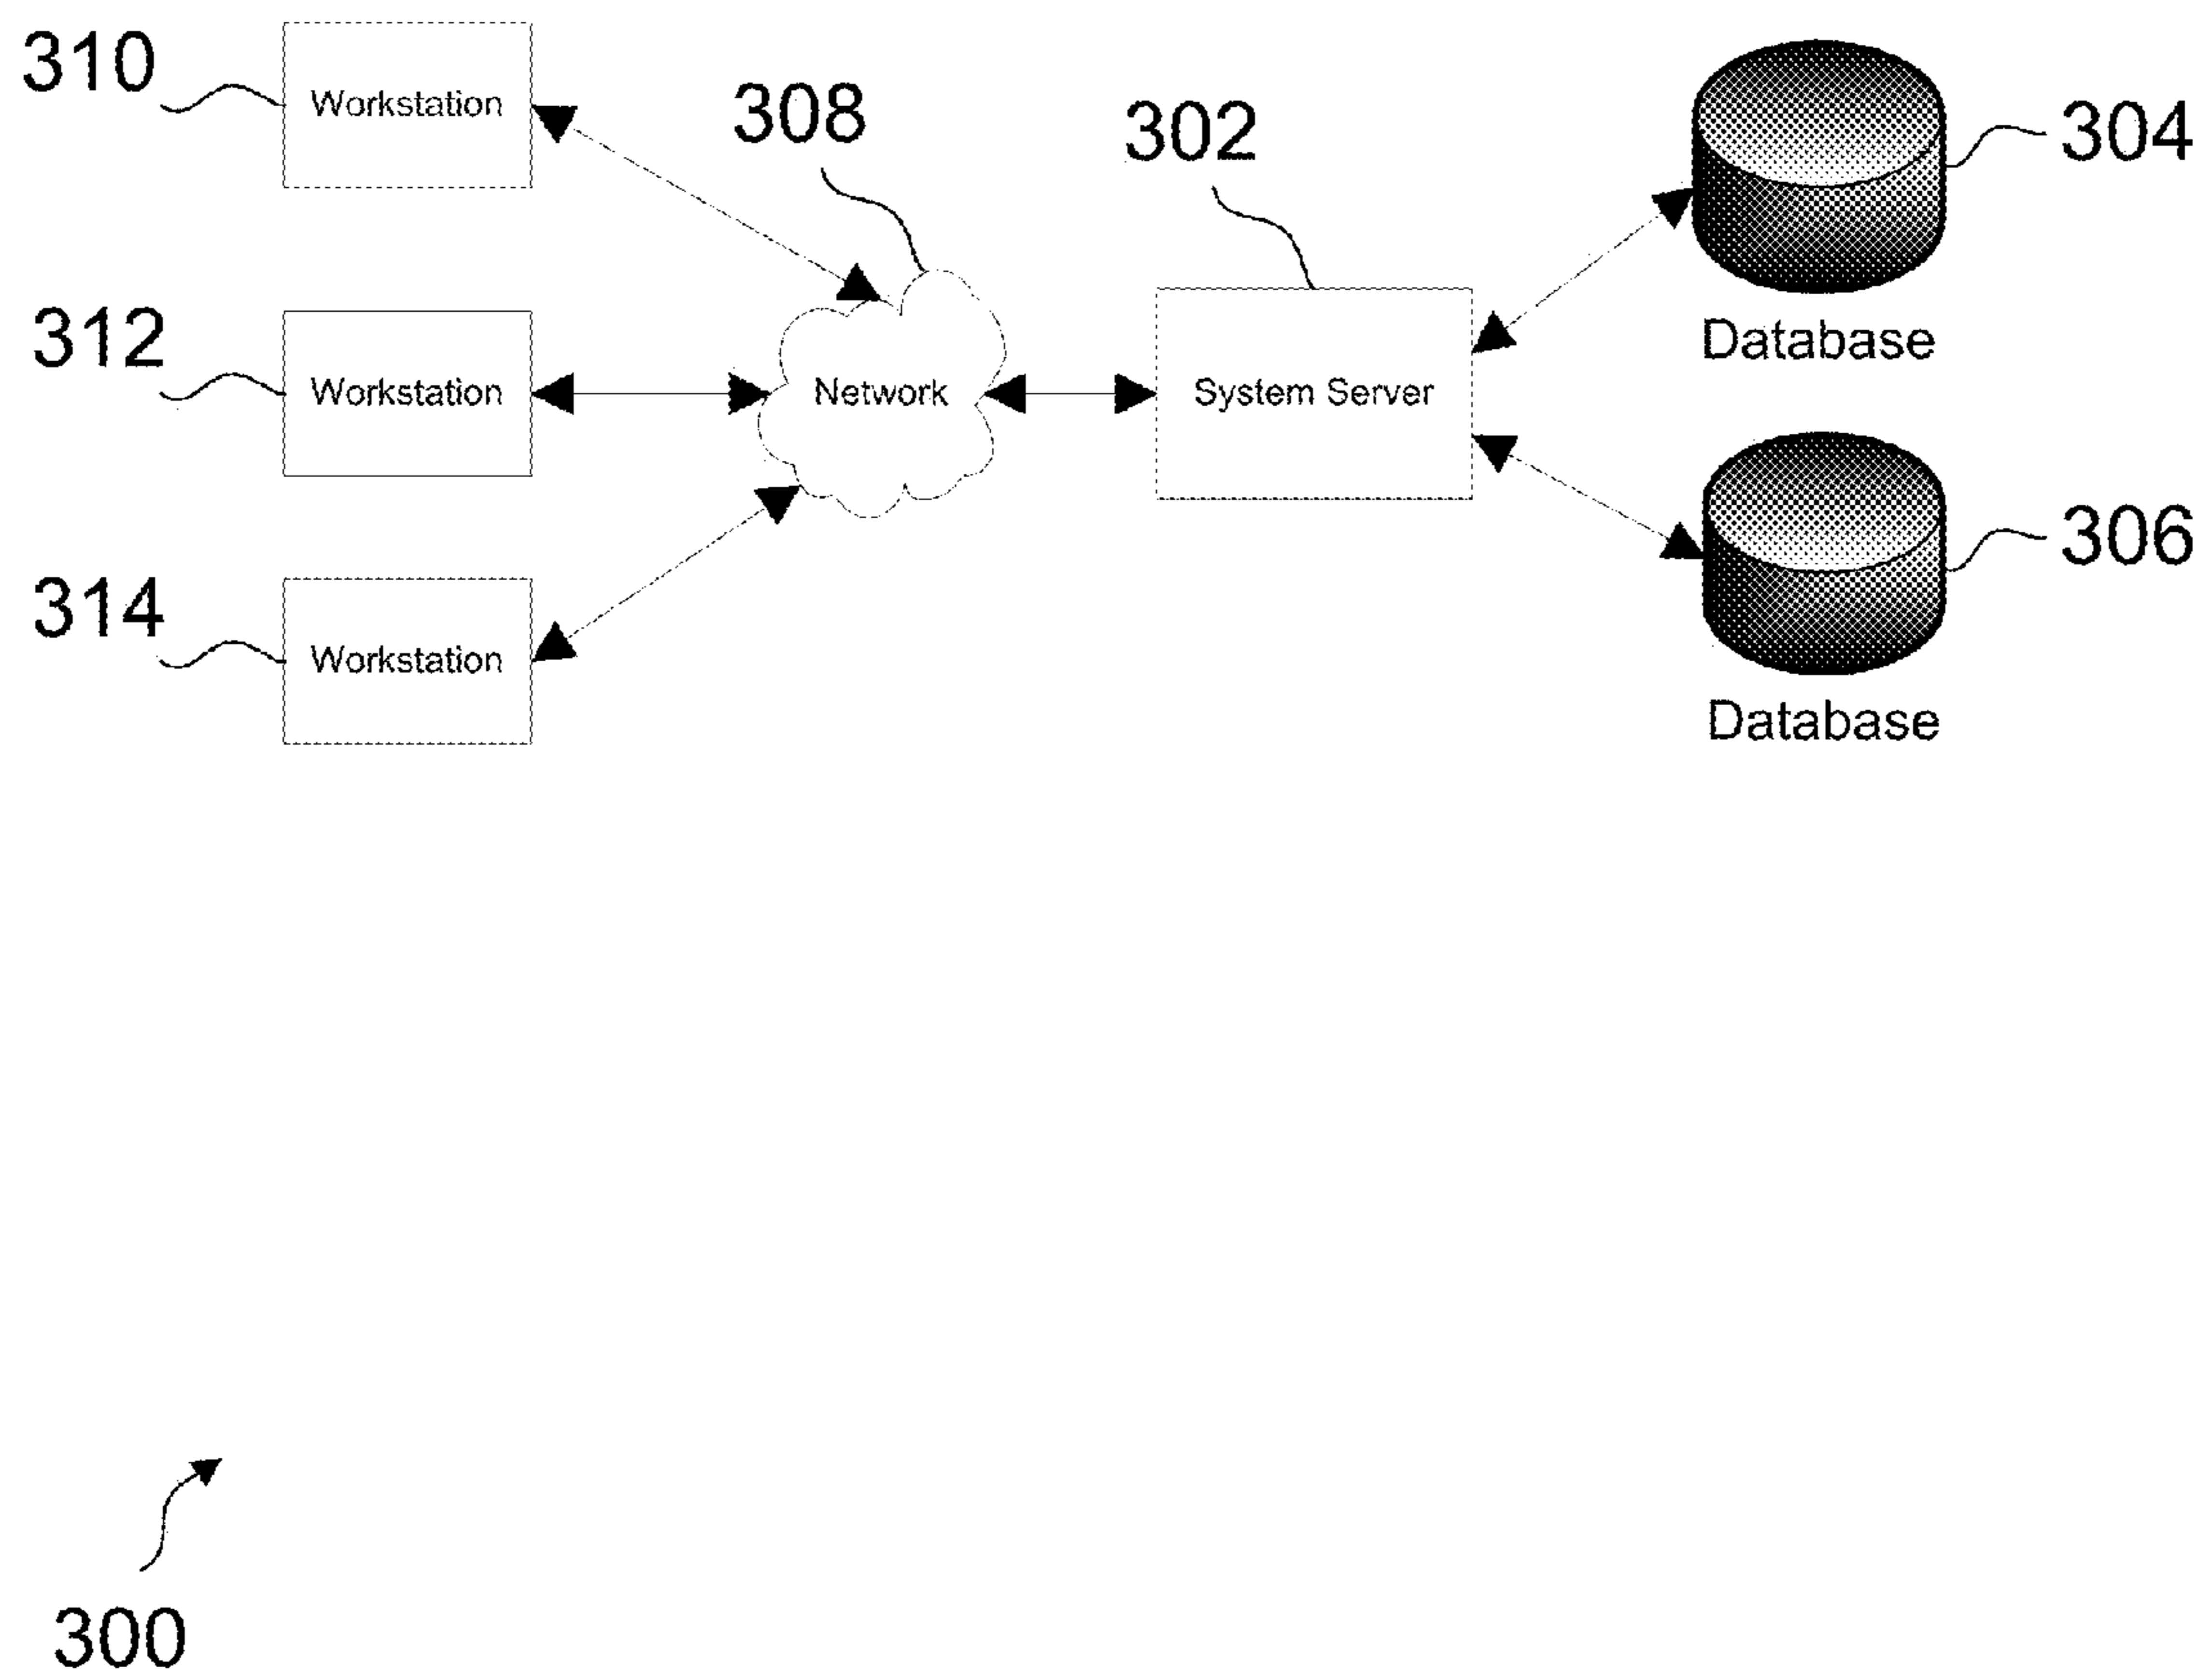 310
Workstation
308
302
304
312
Workstation
Network
System Server
Database
314
Workstation
306
Database
300